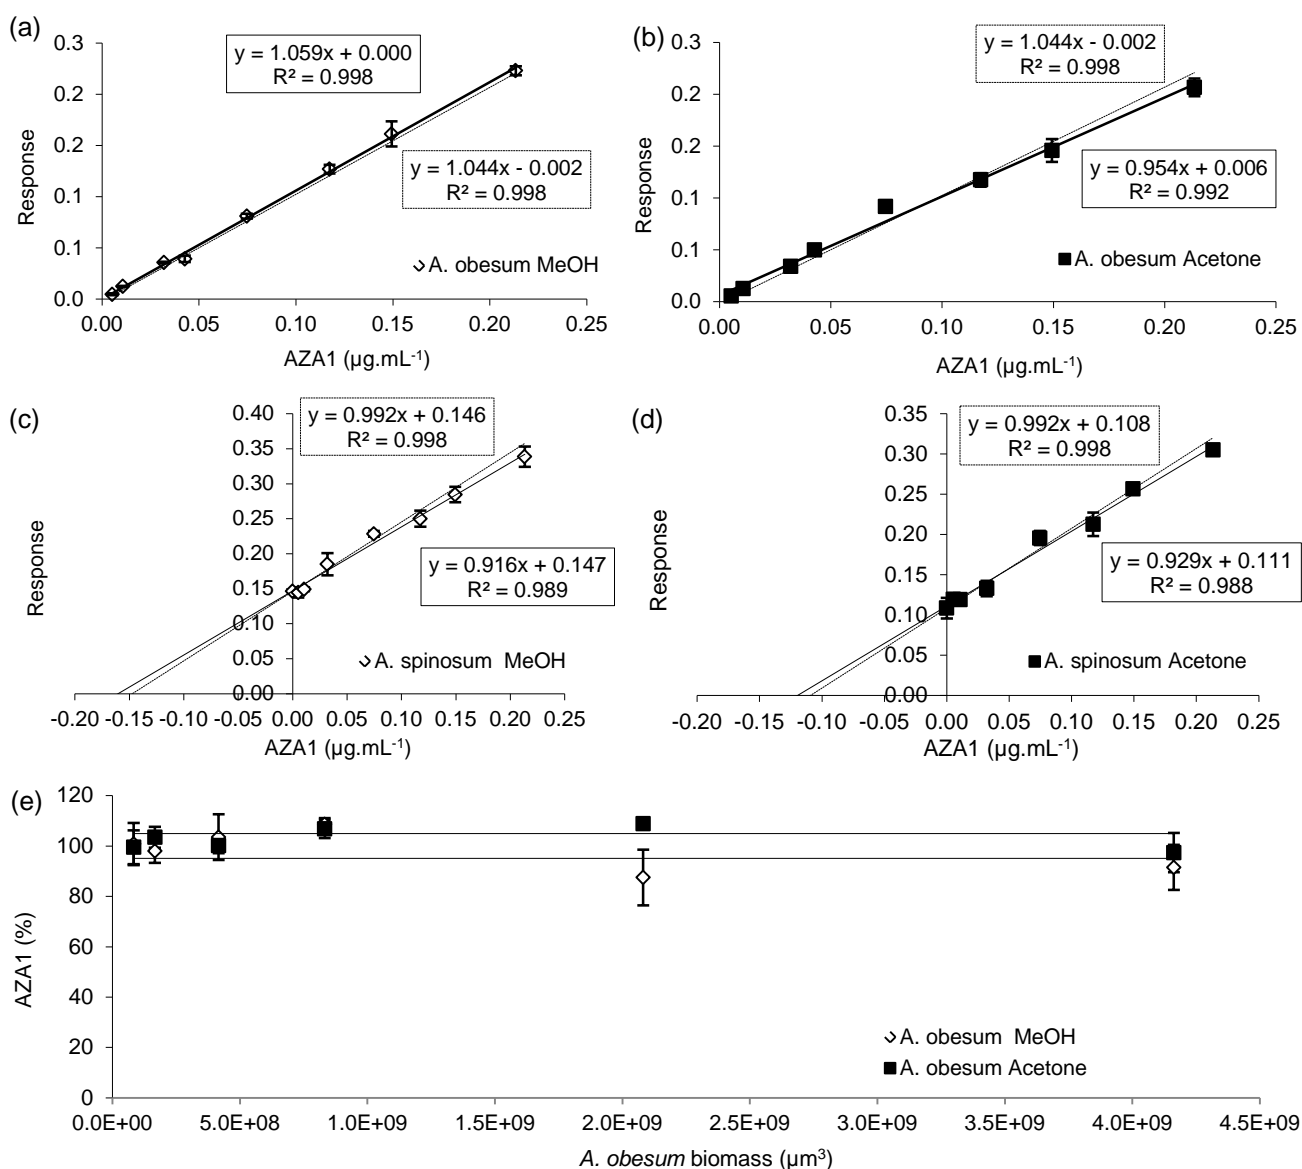 (a)
y = 1.059x + 0.000
R² = 0.998
y = 1.044x - 0.002
R² = 0.998
A. obesum MeOH
Response
0.3
0.2
0.2
0.1
0.1
0.0
0.00 0.05 0.10 0.15 0.20 0.25
AZA1 (µg.mL⁻¹)
(b)
y = 1.044x - 0.002
R² = 0.998
y = 0.954x + 0.006
R² = 0.992
A. obesum Acetone
Response
0.3
0.2
0.2
0.1
0.1
0.0
0.00 0.05 0.10 0.15 0.20 0.25
AZA1 (µg.mL⁻¹)
(c)
y = 0.992x + 0.146
R² = 0.998
y = 0.916x + 0.147
R² = 0.989
A. spinosum MeOH
Response
0.40
0.35
0.30
0.25
0.20
0.15
0.10
0.05
0.00
-0.20 -0.15 -0.10 -0.05 0.00 0.05 0.10 0.15 0.20 0.25
AZA1 (µg.mL⁻¹)
(d)
y = 0.992x + 0.108
R² = 0.998
y = 0.929x + 0.111
R² = 0.988
A. spinosum Acetone
Response
0.35
0.30
0.25
0.20
0.15
0.10
0.05
0.00
-0.20 -0.15 -0.10 -0.05 0.00 0.05 0.10 0.15 0.20 0.25
AZA1 (µg.mL⁻¹)
(e)
AZA1 (%)
120
100
80
60
40
20
0
A. obesum MeOH
A. obesum Acetone
0.0E+00 5.0E+08 1.0E+09 1.5E+09 2.0E+09 2.5E+09 3.0E+09 3.5E+09 4.0E+09 4.5E+09
A. obesum biomass (µm³)